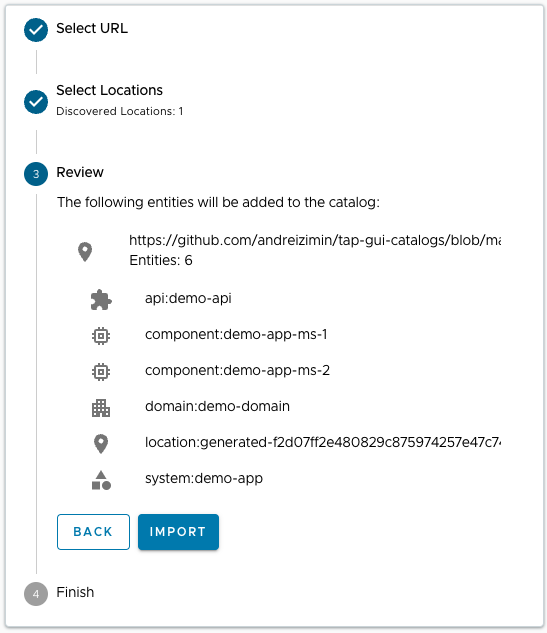 Select URL
Select Locations
Discovered Locations: 1
3
Review
The following entities will be added to the catalog:
https://github.com/andreizimin/tap-gui-catalogs/blob/ma
Entities: 6
api:demo-api
component:demo-app-ms-1
component:demo-app-ms-2
domain:demo-domain
location:generated-f2d07ff2e480829c875974257e47c74
system:demo-app
BACK
IMPORT
4
Finish